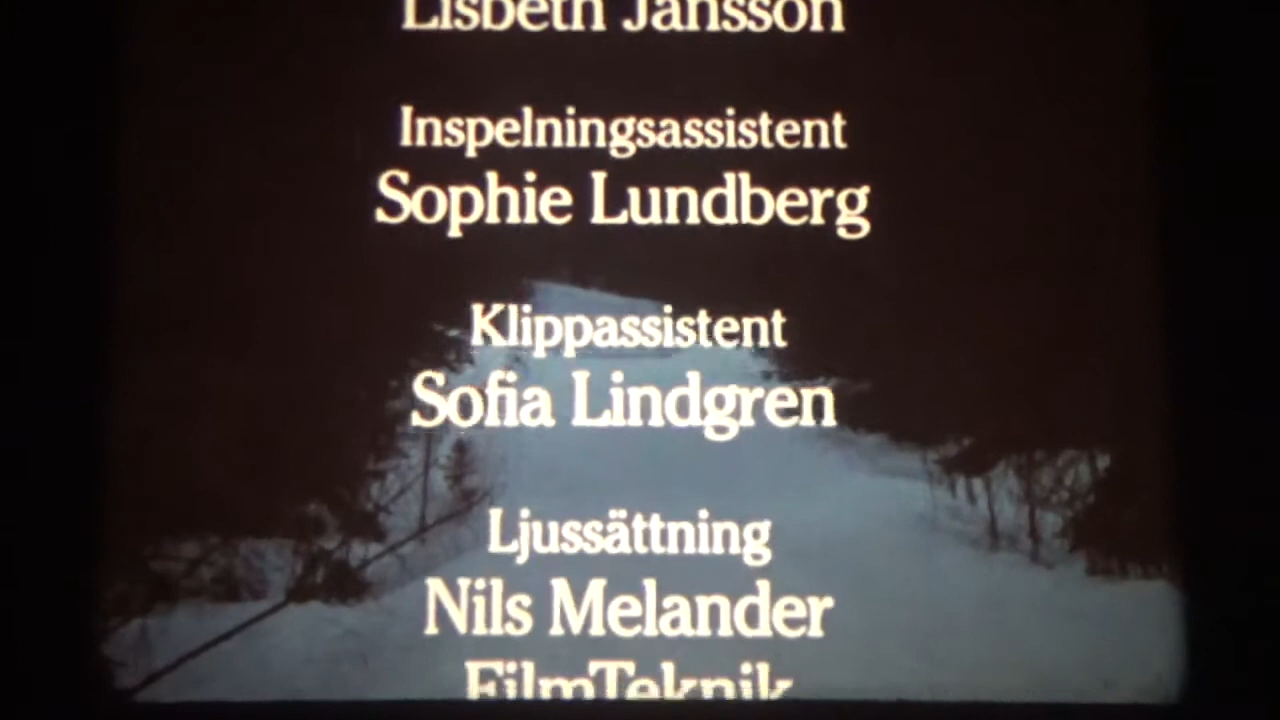 Lisbeth Jansson
Inspelningsassistent
Sophie Lundberg
Klippassistent
Sofia Lindgren
Ljussättning
Nils Melander
FilmTeknik